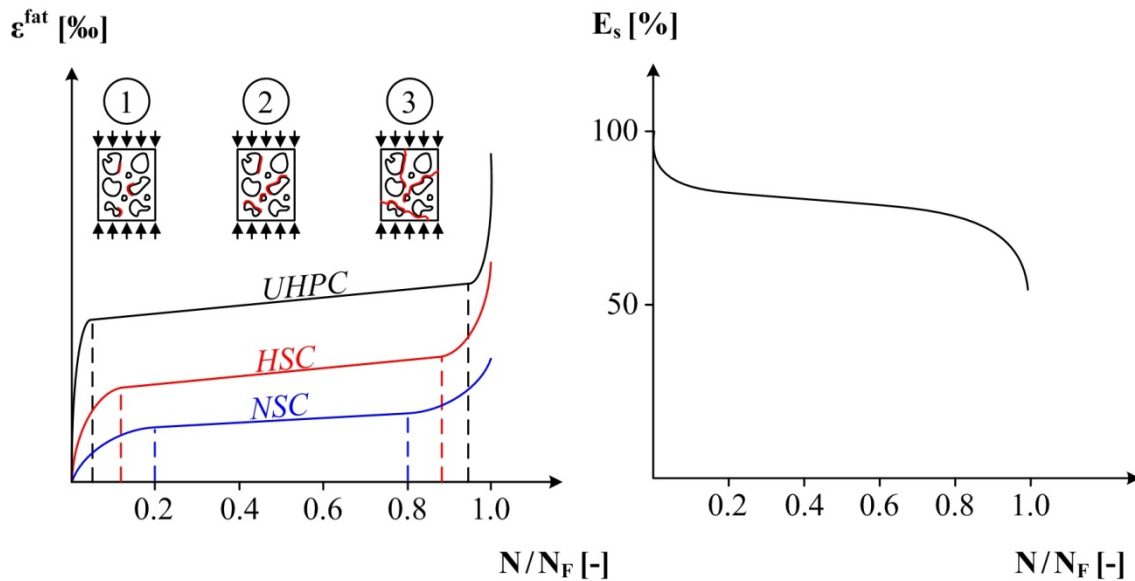 ε^fat [‰]
1
2
3
UHPC
HSC
NSC
0.2
0.4
0.6
0.8
1.0
N/N_F [-]
E_s [%]
100
50
0.2
0.4
0.6
0.8
1.0
N/N_F [-]